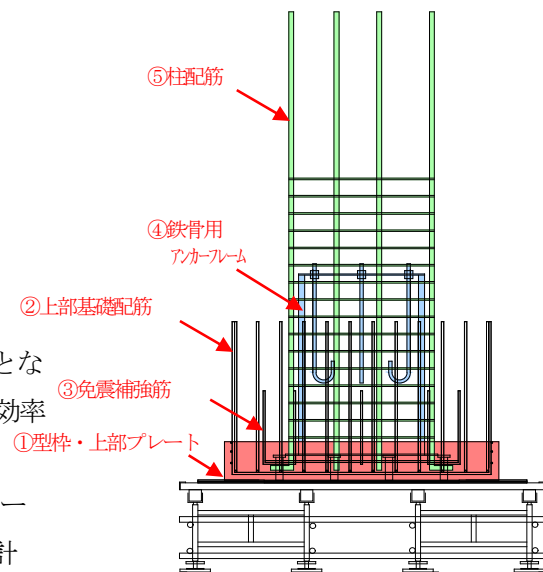 ⑤柱配筋
④鉄骨用
アンカーフレーム
②上部基礎配筋
とな
③免震補強筋
効率
①型枠・上部プレート
ー
計